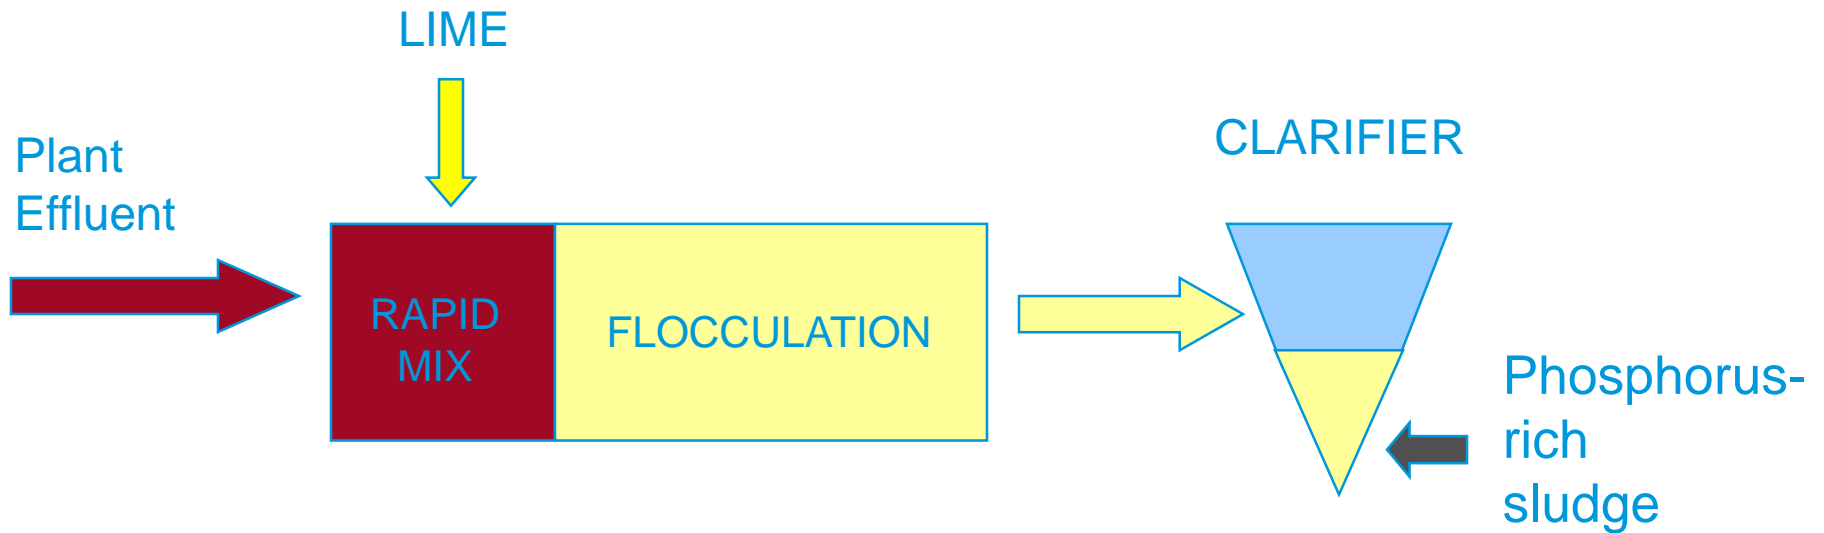 LIME
Plant
Effluent
CLARIFIER
RAPID
MIX
FLOCCULATION
Phosphorus-
rich
sludge